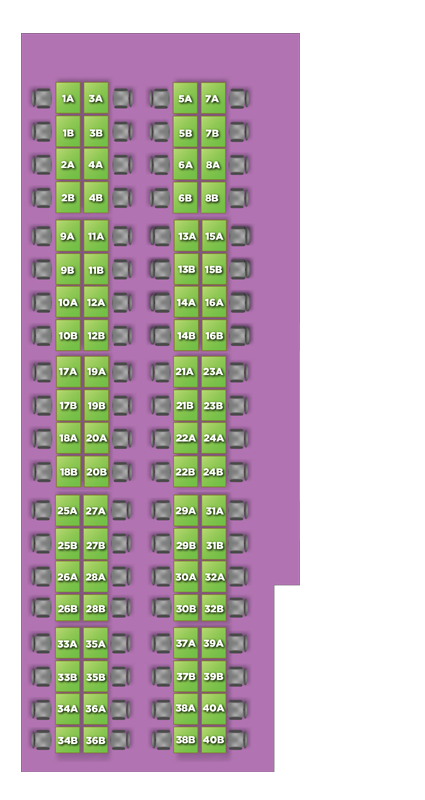 1A 3A 5A 7A
1B 3B 5B 7B
2A 4A 6A 8A
2B 4B 6B 8B
9A 11A 13A 15A
9B 11B 13B 15B
10A 12A 14A 16A
10B 12B 14B 16B
17A 19A 21A 23A
17B 19B 21B 23B
18A 20A 22A 24A
18B 20B 22B 24B
25A 27A 29A 31A
25B 27B 29B 31B
26A 28A 30A 32A
26B 28B 30B 32B
33A 35A 37A 39A
33B 35B 37B 39B
34A 36A 38A 40A
34B 36B 38B 40B